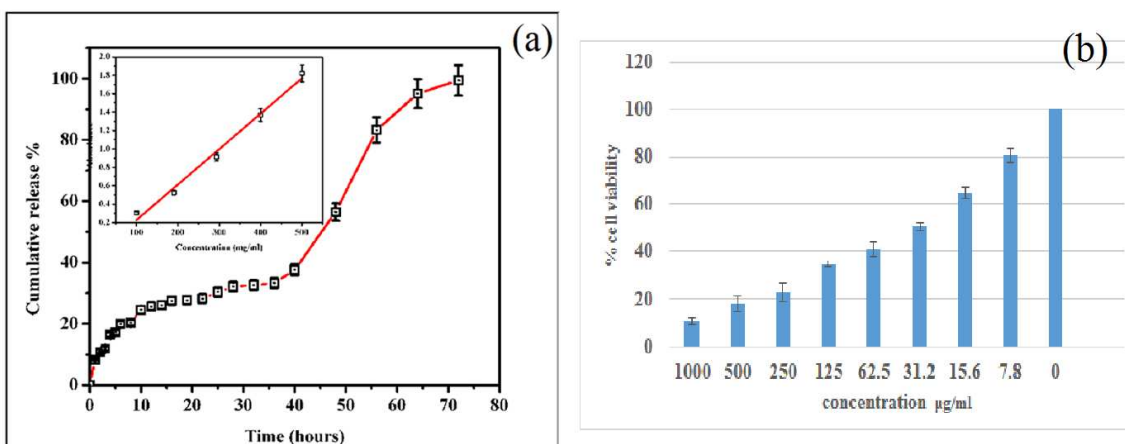 (a)
Cumulative release %
100
80
60
40
20
0
2.0
1.8
1.6
1.4
1.2
1.0
0.8
0.6
0.4
0.2
100 200 300 400 500
Concentration (mg/ml)
0 10 20 30 40 50 60 70 80
Time (hours)
(b)
% cell viability
120
100
80
60
40
20
0
1000 500 250 125 62.5 31.2 15.6 7.8 0
concentration µg/ml